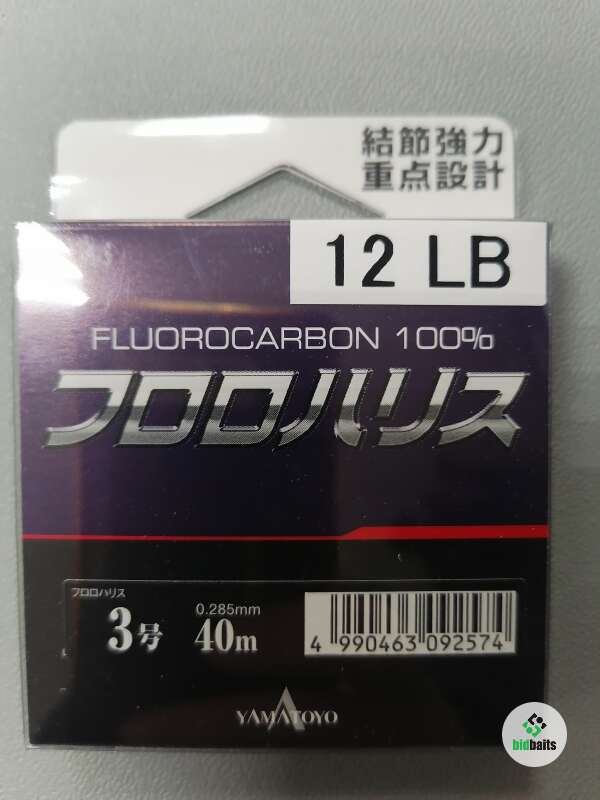 結節強力
重点設計
12 LB
FLUOROCARBON 100%
フロロハリス
フロロハリス
3号
0.285mm
40m
4 990463 092574
YAMATOYO
bidbaits